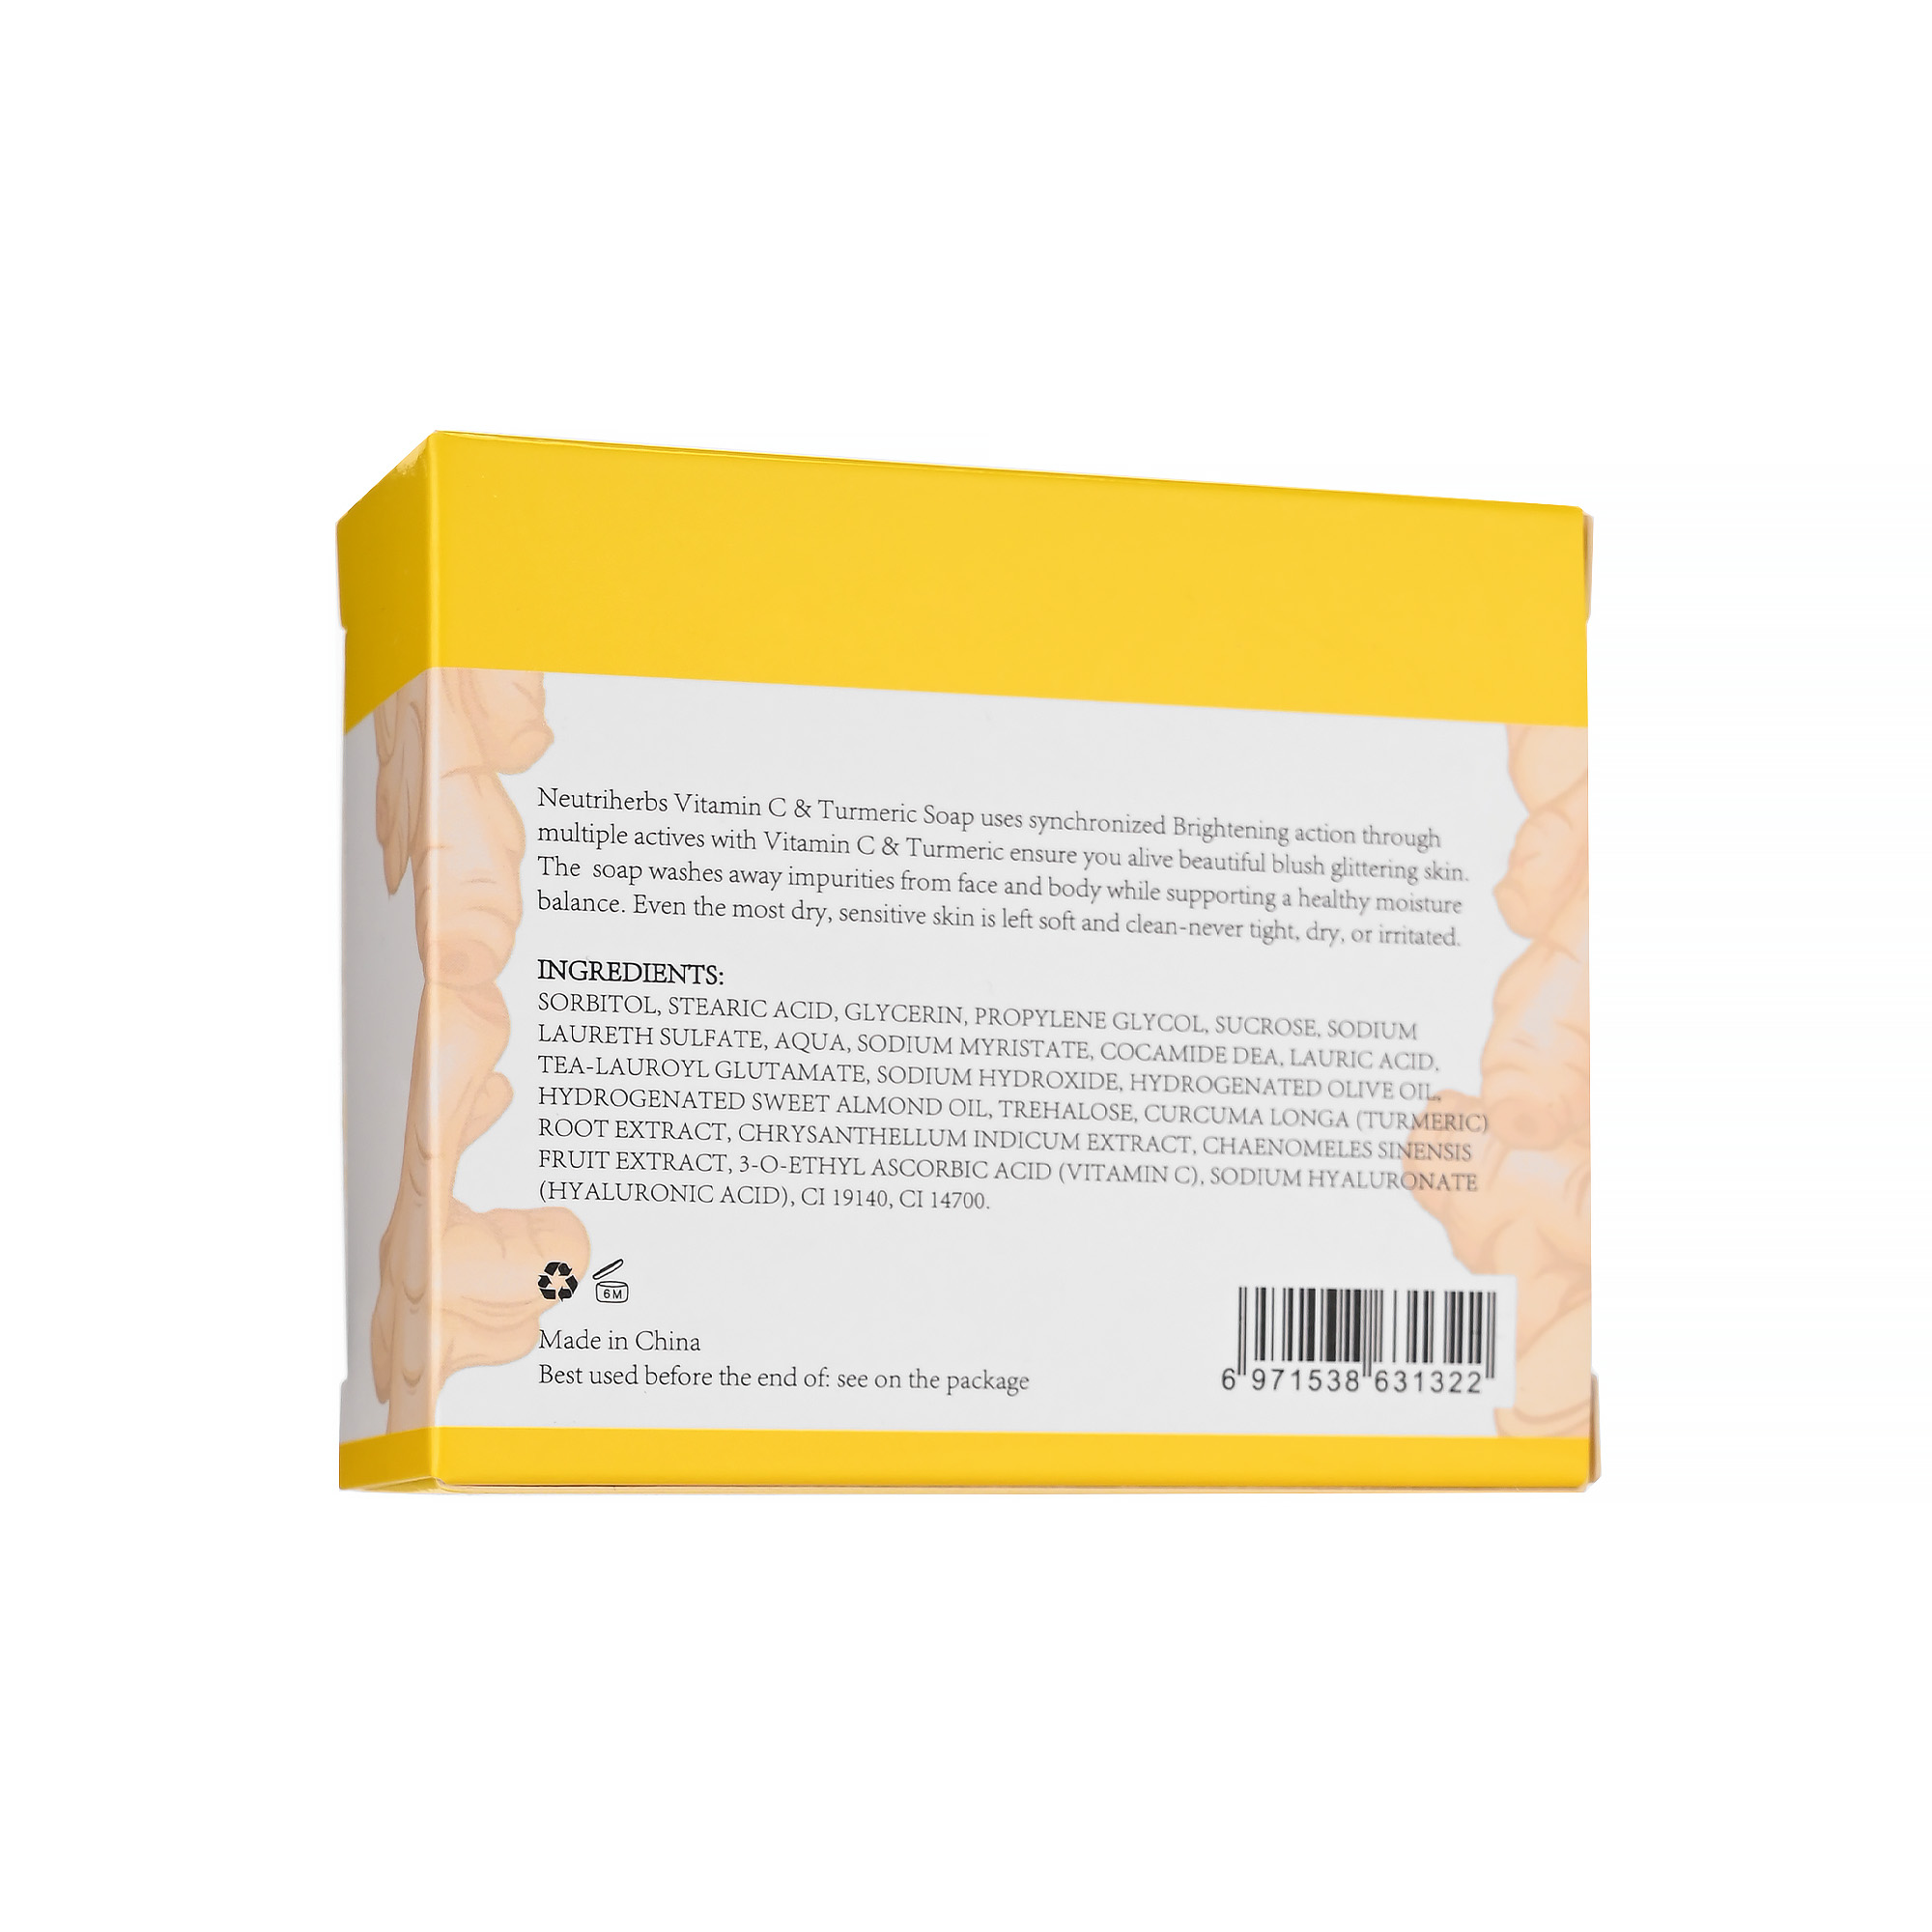 Neutriherbs Vitamin C & Turmeric Soap uses synchronized Brightening action through
multiple actives with Vitamin C & Turmeric ensure you alive beautiful blush glittering skin.
The soap washes away impurities from face and body while supporting a healthy moisture
balance. Even the most dry, sensitive skin is left soft and clean-never tight, dry, or irritated.
INGREDIENTS:
SORBITOL, STEARIC ACID, GLYCERIN, PROPYLENE GLYCOL, SUCROSE, SODIUM
LAURETH SULFATE, AQUA, SODIUM MYRISTATE, COCAMIDE DEA, LAURIC ACID,
TEA-LAUROYL GLUTAMATE, SODIUM HYDROXIDE, HYDROGENATED OLIVE OIL,
HYDROGENATED SWEET ALMOND OIL, TREHALOSE, CURCUMA LONGA (TURMERIC)
ROOT EXTRACT, CHRYSANTHELLUM INDICUM EXTRACT, CHAENOMELES SINENSIS
FRUIT EXTRACT, 3-O-ETHYL ASCORBIC ACID (VITAMIN C), SODIUM HYALURONATE
(HYALURONIC ACID), CI 19140, CI 14700.
6M
Made in China
Best used before the end of: see on the package
6 971538 631322